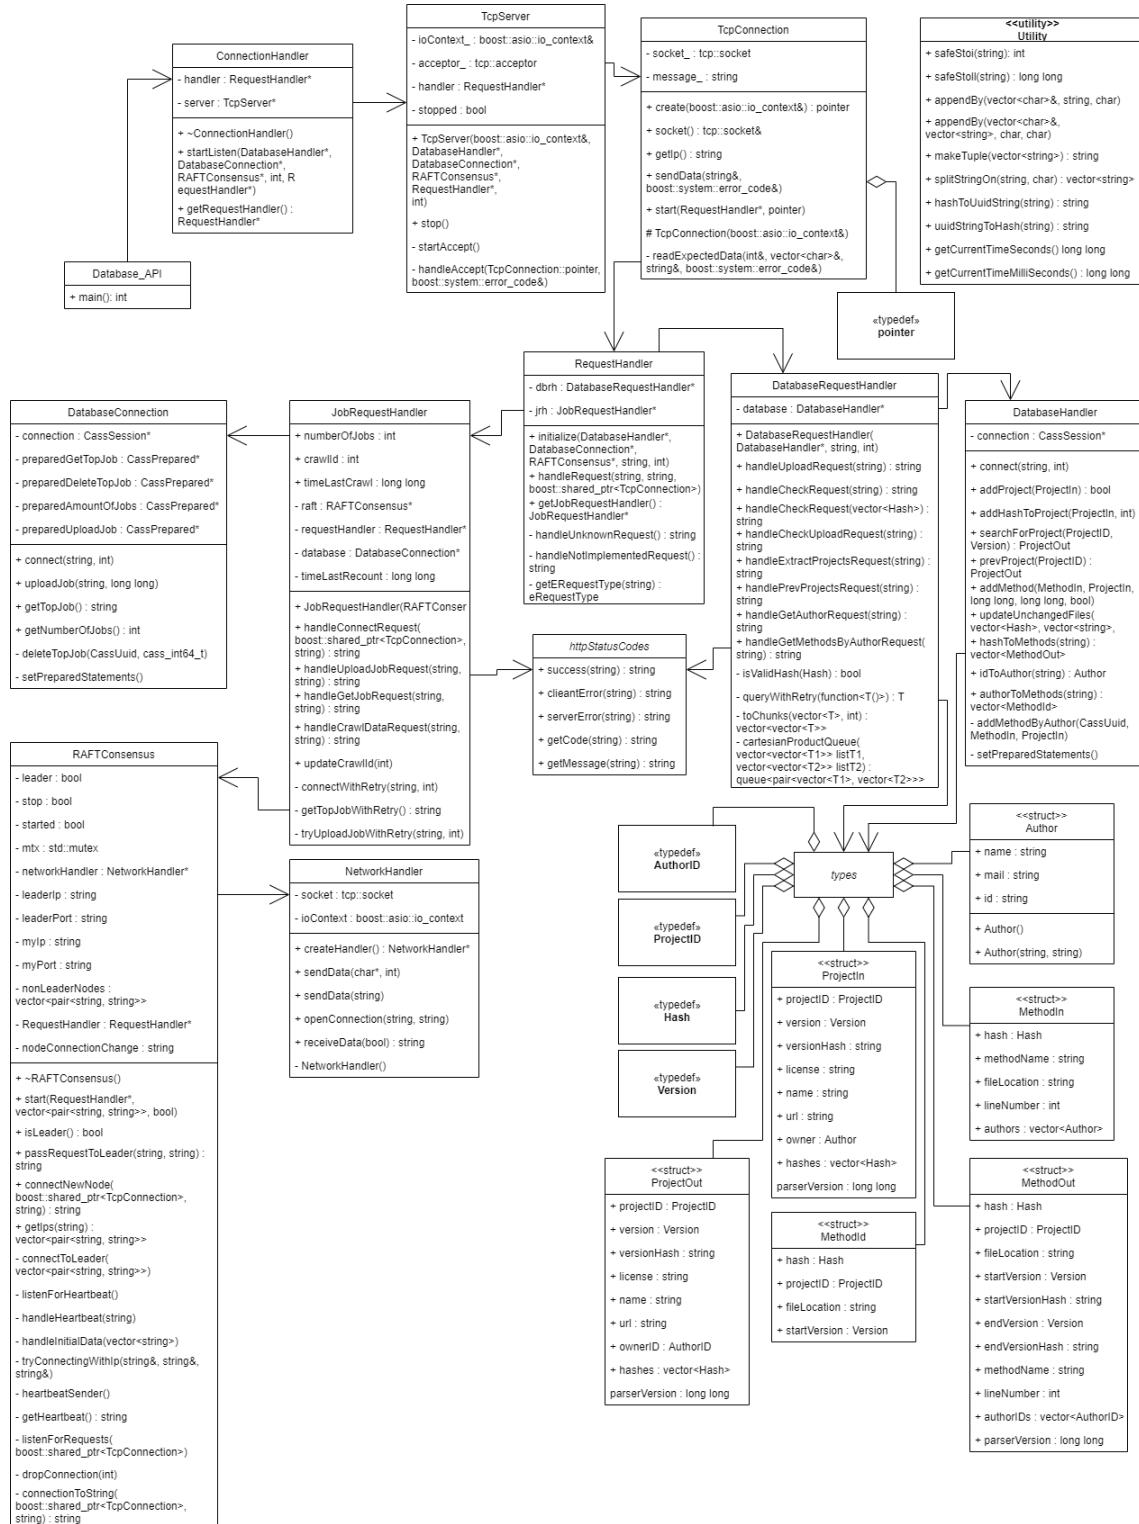 TcpServer
- ioContext_ : boost::asio::io_context&
- acceptor_ : tcp::acceptor
- handler : RequestHandler*
- stopped : bool
+ TcpServer(boost::asio::io_context&,
DatabaseHandler*,
DatabaseConnection*,
RAFTConsensus*,
RequestHandler*,
int)
+ stop()
- startAccept()
- handleAccept(TcpConnection::pointer,
boost::system::error_code&)
TcpConnection
- socket_ : tcp::socket
- message_ : string
+ create(boost::asio::io_context&) : pointer
+ socket() : tcp::socket&
+ getIp() : string
+ sendData(string&,
boost::system::error_code&)
+ start(RequestHandler*, pointer)
# TcpConnection(boost::asio::io_context&)
- readExpectedData(int&, vector<char>&,
string&, boost::system::error_code&)
<<utility>>
Utility
+ safeStoi(string): int
+ safeStoll(string) : long long
+ appendBy(vector<char>&, string, char)
+ appendBy(vector<char>&,
vector<string>, char, char)
+ makeTuple(vector<string>) : string
+ splitStringOn(string, char) : vector<string>
+ hashToUuidString(string) : string
+ uuidStringToHash(string) : string
+ getCurrentTimeSeconds() long long
+ getCurrentTimeMilliSeconds() : long long
ConnectionHandler
- handler : RequestHandler*
- server : TcpServer*
+ ~ConnectionHandler()
+ startListen(DatabaseHandler*,
DatabaseConnection*,
RAFTConsensus*, int, R
equestHandler*)
+ getRequestHandler() :
RequestHandler*
Database_API
+ main(): int
«typedef»
pointer
RequestHandler
- dbrh : DatabaseRequestHandler*
- jrh : JobRequestHandler*
+ initialize(DatabaseHandler*,
DatabaseConnection*,
RAFTConsensus*, string, int)
+ handleRequest(string, string,
boost::shared_ptr<TcpConnection>)
+ getJobRequestHandler() :
JobRequestHandler*
- handleUnknownRequest() : string
- handleNotImplementedRequest() :
string
- getERequestType(string) :
eRequestType
DatabaseRequestHandler
- database : DatabaseHandler*
+ DatabaseRequestHandler(
DatabaseHandler*, string, int)
+ handleUploadRequest(string) : string
+ handleCheckRequest(string) : string
+ handleCheckRequest(vector<Hash>) :
string
+ handleCheckUploadRequest(string) :
string
+ handleExtractProjectsRequest(string) :
string
+ handlePrevProjectsRequest(string) :
string
+ handleGetAuthorRequest(string) :
string
+ handleGetMethodsByAuthorRequest(
string) : string
- isValidHash(Hash) : bool
- queryWithRetry(function<T()>) : T
- toChunks(vector<T>, int) :
vector<vector<T>>
- cartesianProductQueue(
vector<vector<T1>> listT1,
vector<vector<T2>> listT2) :
queue<pair<vector<T1>, vector<T2>>>
DatabaseHandler
- connection : CassSession*
+ connect(string, int)
+ addProject(ProjectIn) : bool
+ addHashToProject(ProjectIn, int)
+ searchForProject(ProjectID,
Version) : ProjectOut
+ prevProject(ProjectID) :
ProjectOut
+ addMethod(MethodIn, ProjectIn,
long long, long long, bool)
+ updateUnchangedFiles(
vector<Hash>, vector<string>,
+ hashToMethods(string) :
vector<MethodOut>
+ idToAuthor(string) : Author
+ authorToMethods(string) :
vector<MethodId>
- addMethodByAuthor(CassUuid,
MethodIn, ProjectIn)
- setPreparedStatements()
DatabaseConnection
- connection : CassSession*
- preparedGetTopJob : CassPrepared*
- preparedDeleteTopJob : CassPrepared*
- preparedAmountOfJobs : CassPrepared*
- preparedUploadJob : CassPrepared*
+ connect(string, int)
+ uploadJob(string, long long)
+ getTopJob() : string
+ getNumberOfJobs() : int
- deleteTopJob(CassUuid, cass_int64_t)
- setPreparedStatements()
JobRequestHandler
+ numberOfJobs : int
+ crawlId : int
+ timeLastCrawl : long long
- raft : RAFTConsensus*
- requestHandler : RequestHandler*
- database : DatabaseConnection*
- timeLastRecount : long long
+ JobRequestHandler(RAFTConser
+ handleConnectRequest(
boost::shared_ptr<TcpConnection>,
string) : string
+ handleUploadJobRequest(string,
string) : string
+ handleGetJobRequest(string,
string) : string
+ handleCrawlDataRequest(string,
string) : string
+ updateCrawlId(int)
- connectWithRetry(string, int)
- getTopJobWithRetry() : string
- tryUploadJobWithRetry(string, int)
httpStatusCodes
+ success(string) : string
+ clieantError(string) : string
+ serverError(string) : string
+ getCode(string) : string
+ getMessage(string) : string
RAFTConsensus
- leader : bool
- stop : bool
- started : bool
- mtx : std::mutex
- networkHandler : NetworkHandler*
- leaderIp : string
- leaderPort : string
- myIp : string
- myPort : string
- nonLeaderNodes :
vector<pair<string, string>>
- RequestHandler : RequestHandler*
- nodeConnectionChange : string
+ ~RAFTConsensus()
+ start(RequestHandler*,
vector<pair<string, string>>, bool)
+ isLeader() : bool
+ passRequestToLeader(string, string) :
string
+ connectNewNode(
boost::shared_ptr<TcpConnection>,
string) : string
+ getIps(string) :
vector<pair<string, string>>
- connectToLeader(
vector<pair<string, string>>)
- listenForHeartbeat()
- handleHeartbeat(string)
- handleInitialData(vector<string>)
- tryConnectingWithIp(string&, string&,
string&)
- heartbeatSender()
- getHeartbeat() : string
- listenForRequests(
boost::shared_ptr<TcpConnection>)
- dropConnection(int)
- connectionToString(
boost::shared_ptr<TcpConnection>,
string) : string
NetworkHandler
- socket : tcp::socket
- ioContext : boost::asio::io_context
+ createHandler() : NetworkHandler*
+ sendData(char*, int)
+ sendData(string)
+ openConnection(string, string)
+ receiveData(bool) : string
- NetworkHandler()
«typedef»
AuthorID
«typedef»
ProjectID
«typedef»
Hash
«typedef»
Version
types
<<struct>>
Author
+ name : string
+ mail : string
+ id : string
+ Author()
+ Author(string, string)
<<struct>>
ProjectIn
+ projectID : ProjectID
+ version : Version
+ versionHash : string
+ license : string
+ name : string
+ url : string
+ owner : Author
+ hashes : vector<Hash>
parserVersion : long long
<<struct>>
MethodIn
+ hash : Hash
+ methodName : string
+ fileLocation : string
+ lineNumber : int
+ authors : vector<Author>
<<struct>>
ProjectOut
+ projectID : ProjectID
+ version : Version
+ versionHash : string
+ license : string
+ name : string
+ url : string
+ ownerID : AuthorID
+ hashes : vector<Hash>
parserVersion : long long
<<struct>>
MethodId
+ hash : Hash
+ projectID : ProjectID
+ fileLocation : string
+ startVersion : Version
<<struct>>
MethodOut
+ hash : Hash
+ projectID : ProjectID
+ fileLocation : string
+ startVersion : Version
+ startVersionHash : string
+ endVersion : Version
+ endVersionHash : string
+ methodName : string
+ lineNumber : int
+ authorIDs : vector<AuthorID>
+ parserVersion : long long